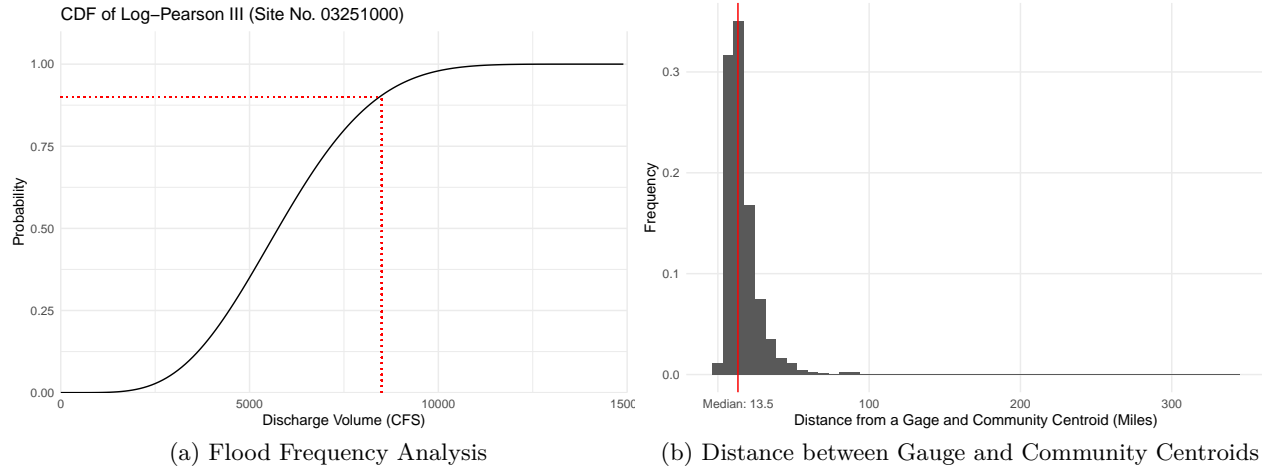 CDF of Log−Pearson III (Site No. 03251000)
Probability
1.00
0.75
0.50
0.25
0.00
0
5000
10000
1500
Discharge Volume (CFS)
(a) Flood Frequency Analysis
Frequency
0.3
0.2
0.1
0.0
Median: 13.5
100
200
300
Distance from a Gage and Community Centroid (Miles)
(b) Distance between Gauge and Community Centroids